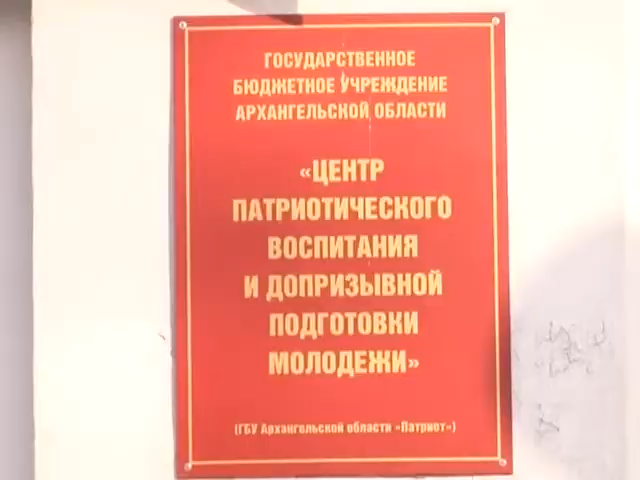 ГОСУДАРСТВЕННОЕ
БЮДЖЕТНОЕ УЧРЕЖДЕНИЕ
АРХАНГЕЛЬСКОЙ ОБЛАСТИ
«ЦЕНТР
ПАТРИОТИЧЕСКОГО
ВОСПИТАНИЯ
И ДОПРИЗЫВНОЙ
ПОДГОТОВКИ
МОЛОДЕЖИ»
(ГБУ Архангельской области «Патриот»)